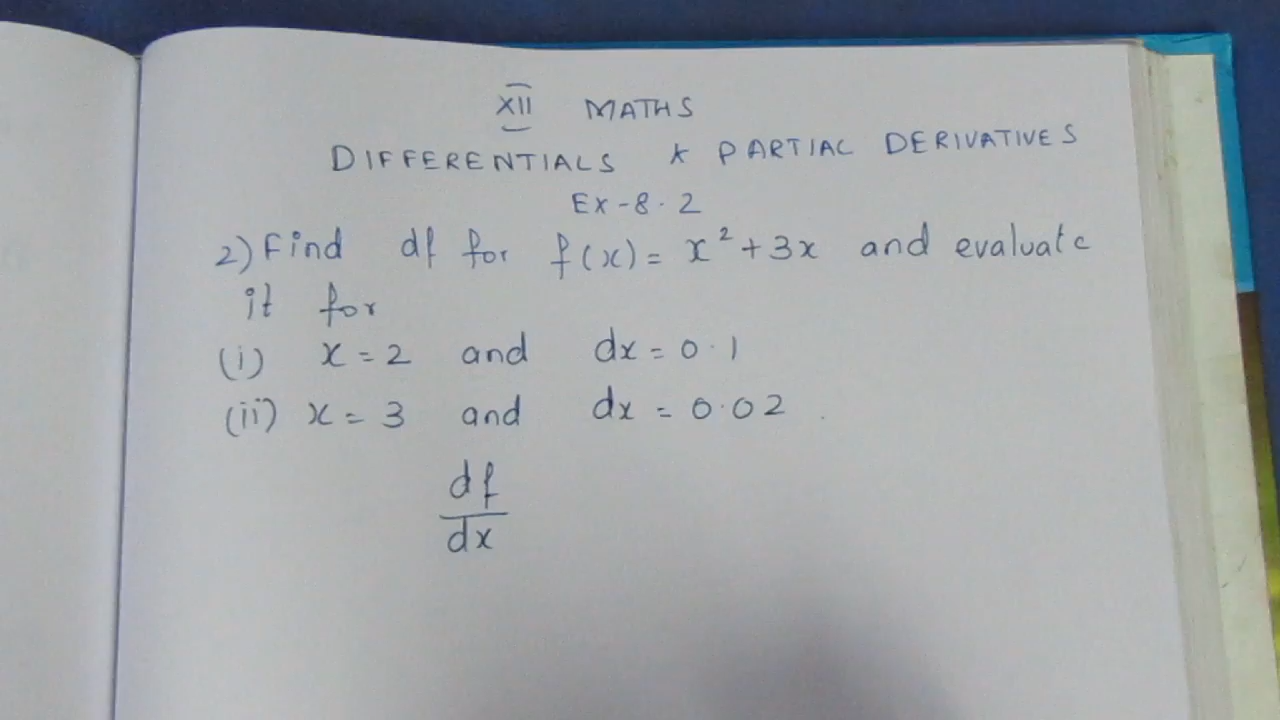 XII MATHS
DIFFERENTIALS & PARTIAL DERIVATIVES
Ex-8.2
2) Find df for f(x) = x² + 3x and evaluate
it for
(i) x = 2 and dx = 0.1
(ii) x = 3 and dx = 0.02.
df
dx